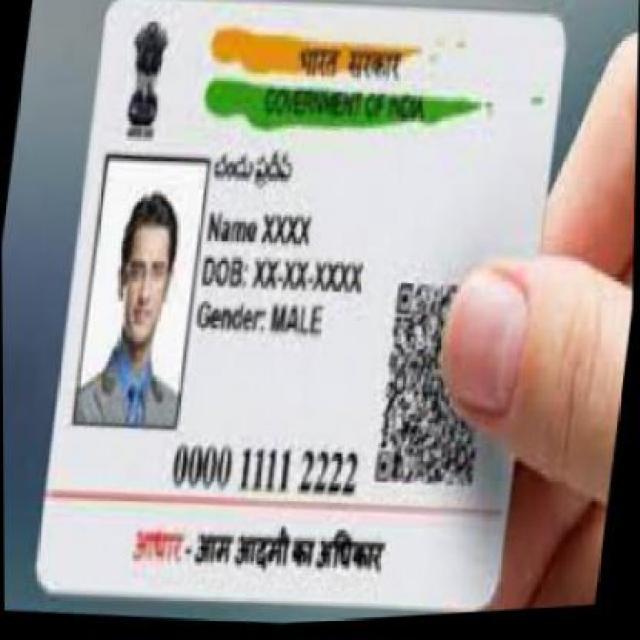 भारत सरकार
GOVERNMENT OF INDIA
చందు ప్రదీప
Name XXXX
DOB: XX-XX-XXXX
Gender: MALE
0000 1111 2222
आधार - आम आदमी का अधिकार